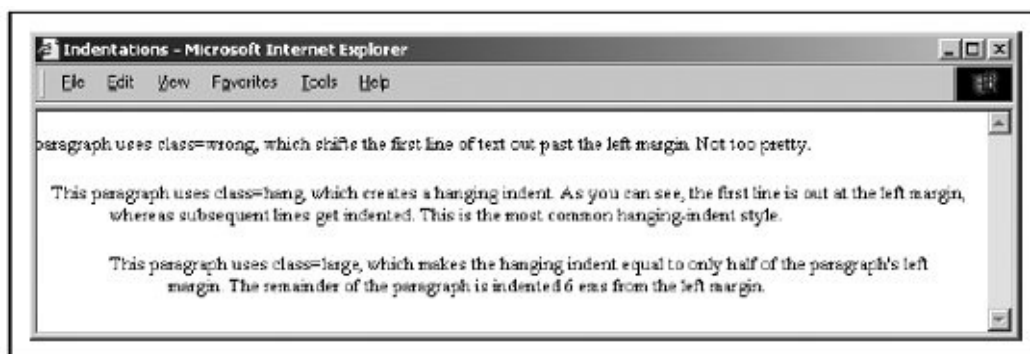 Indentations - Microsoft Internet Explorer
File Edit View Favorites Tools Help
paragraph uses class=wrong, which shifts the first line of text out past the left margin. Not too pretty.
This paragraph uses class=hang, which creates a hanging indent. As you can see, the first line is out at the left margin,
whereas subsequent lines get indented. This is the most common hanging-indent style.
This paragraph uses class=large, which makes the hanging indent equal to only half of the paragraph's left
margin. The remainder of the paragraph is indented 6 ems from the left margin.